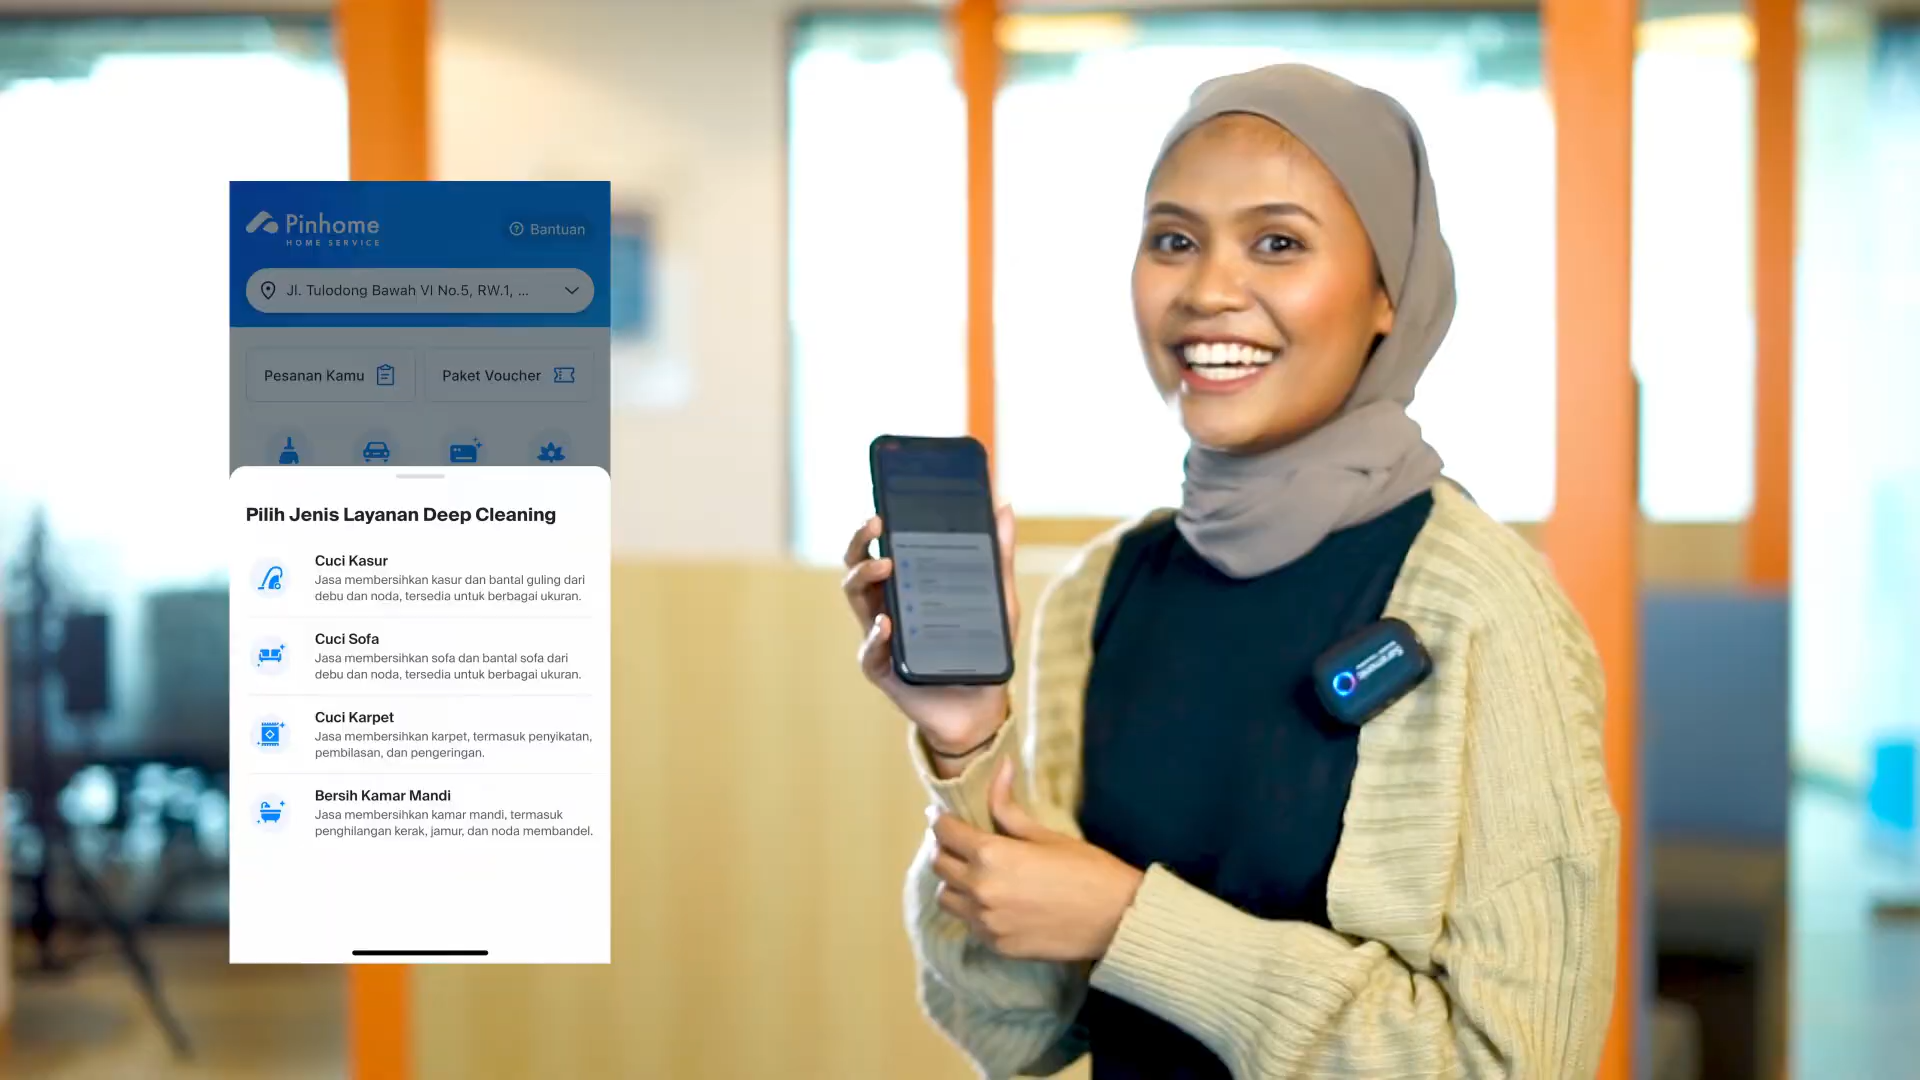 Pinhome
HOME SERVICE
Bantuan
Jl. Tulodong Bawah VI No.5, RW.1, ...
Pesanan Kamu
Paket Voucher
Pilih Jenis Layanan Deep Cleaning
Cuci Kasur
Jasa membersihkan kasur dan bantal guling dari
debu dan noda, tersedia untuk berbagai ukuran.
Cuci Sofa
Jasa membersihkan sofa dan bantal sofa dari
debu dan noda, tersedia untuk berbagai ukuran.
Cuci Karpet
Jasa membersihkan karpet, termasuk penyikatan,
pembilasan, dan pengeringan.
Bersih Kamar Mandi
Jasa membersihkan kamar mandi, termasuk
penghilangan kerak, jamur, dan noda membandel.
Saramonic